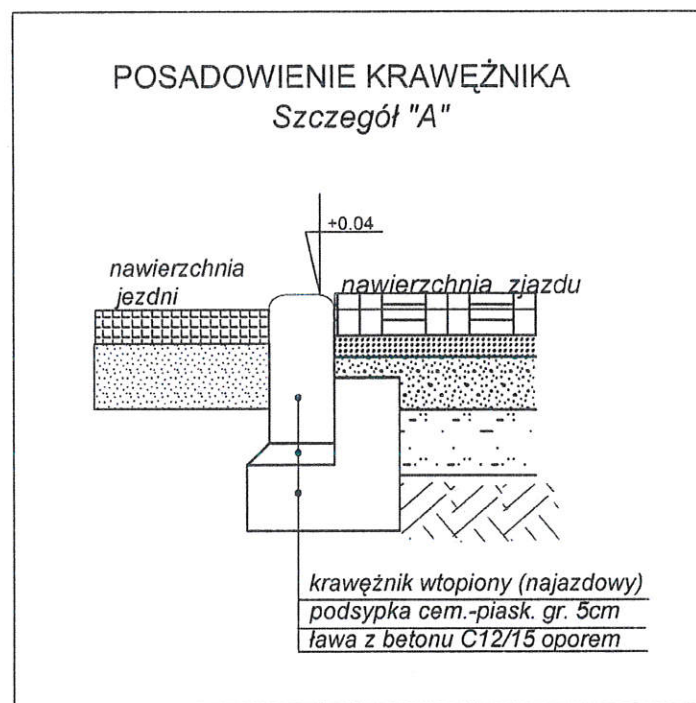 POSADOWIENIE KRAWĘŻNIKA
Szczegół "A"
+0.04
nawierzchnia
jezdni
nawierzchnia zjazdu
krawężnik wtopiony (najazdowy)
podsypka cem.-piask. gr. 5cm
ława z betonu C12/15 oporem